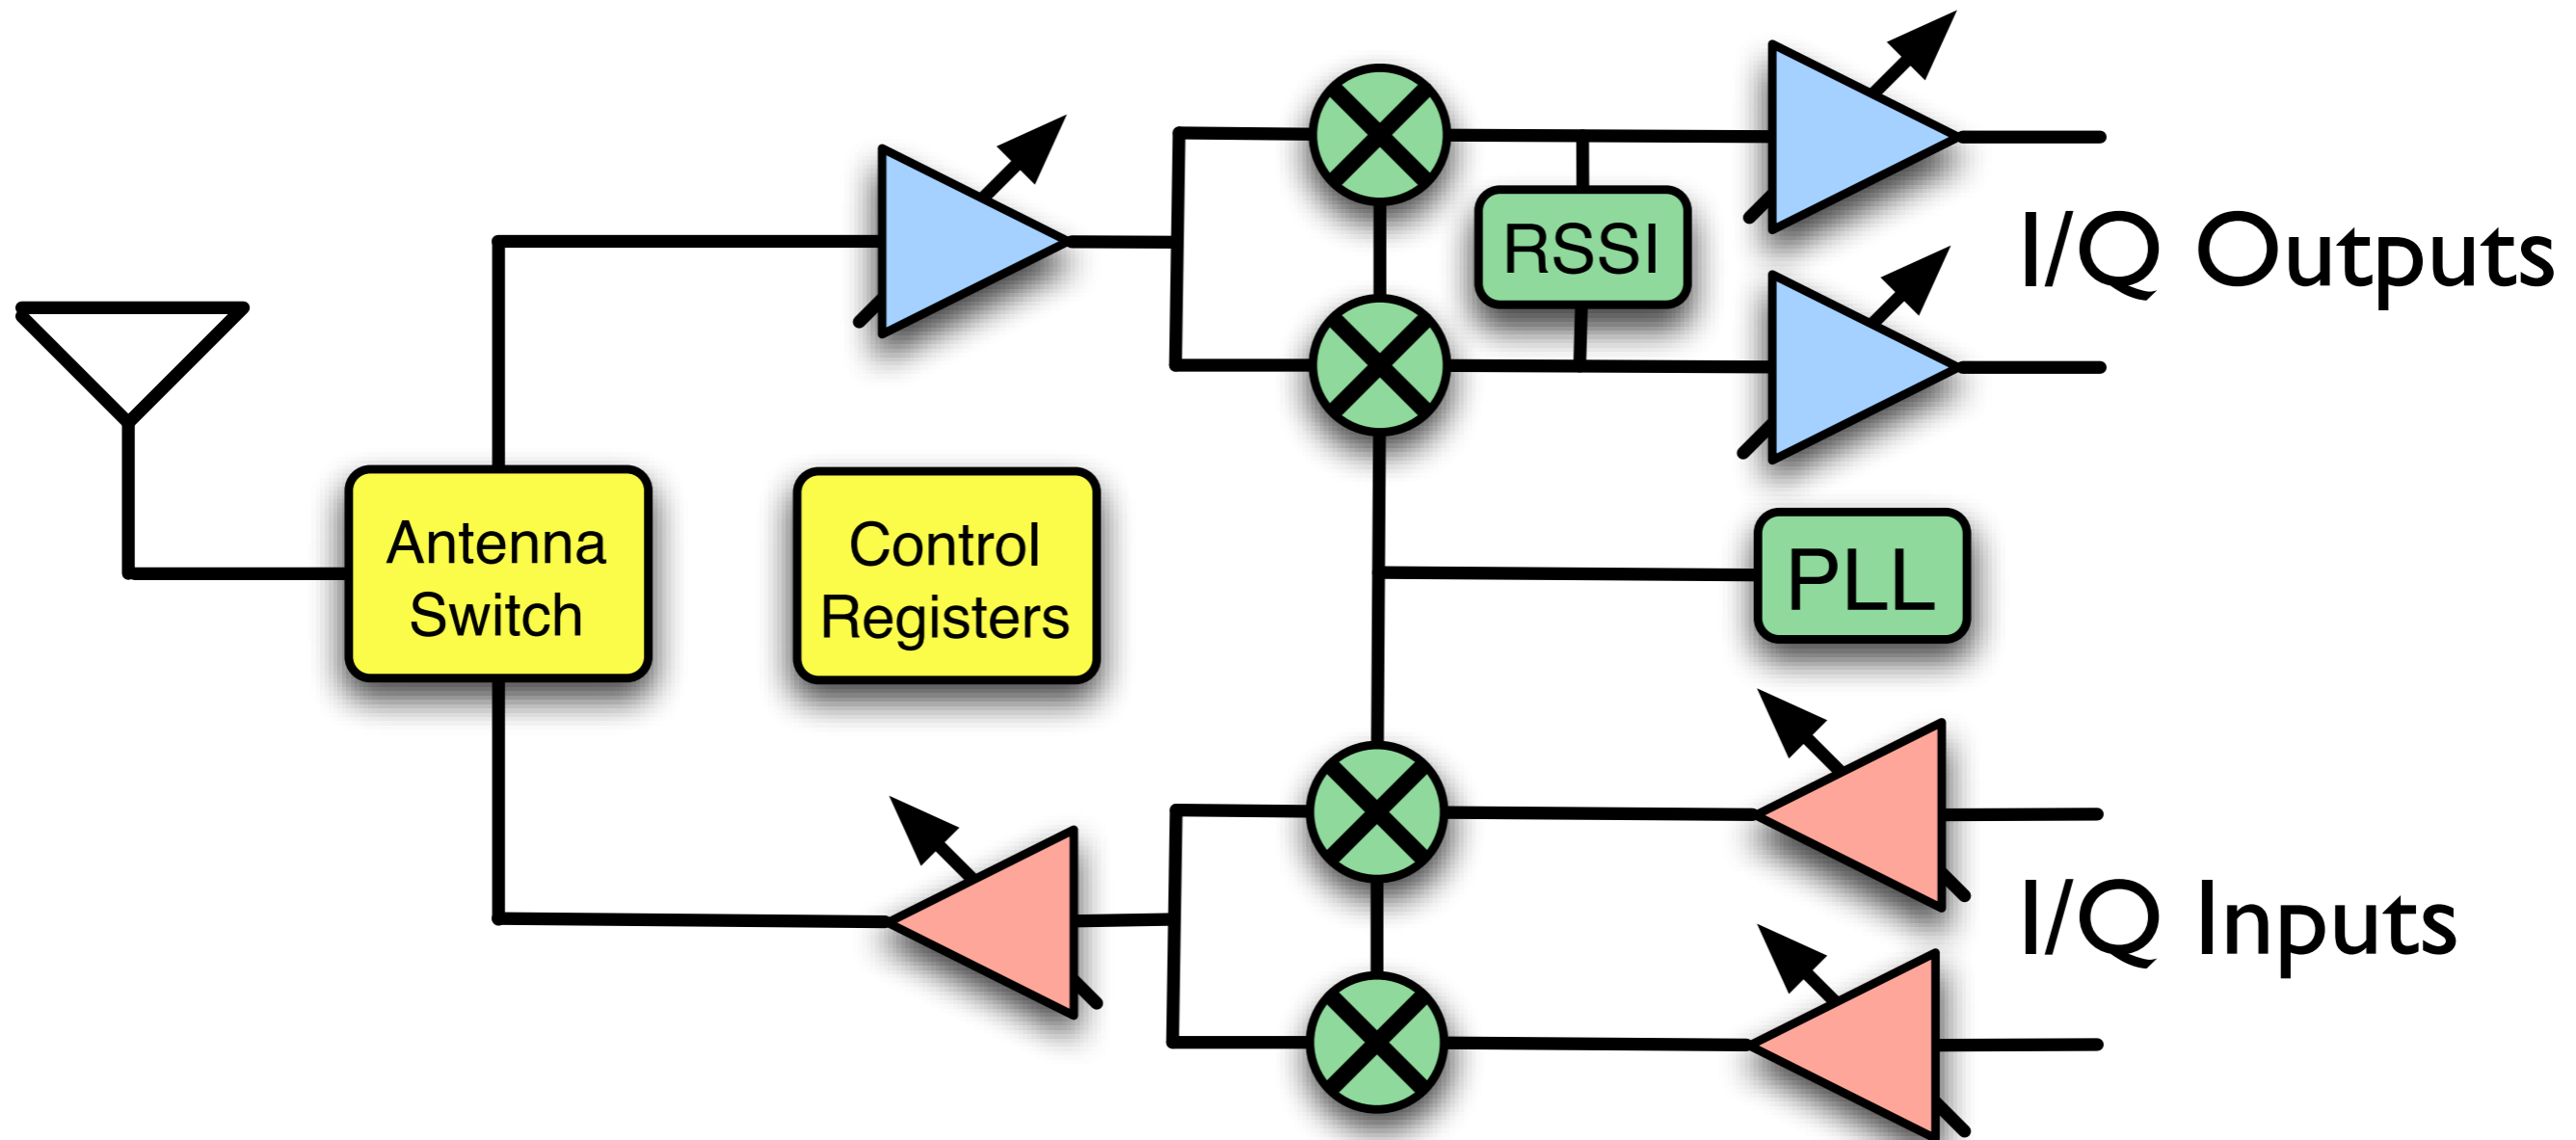 RSSI
I/Q Outputs
Antenna
Switch
Control
Registers
PLL
I/Q Inputs